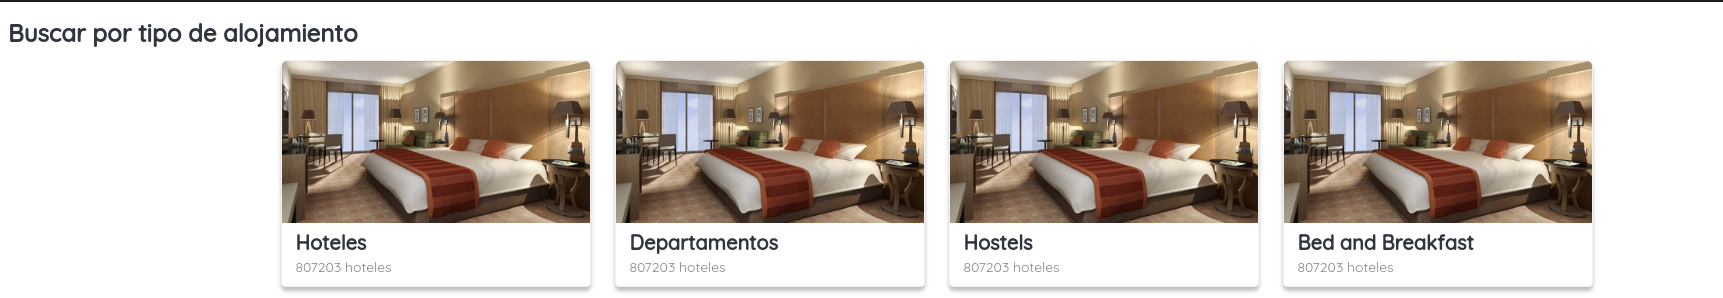 Buscar por tipo de alojamiento
Hoteles
807203 hoteles
Departamentos
807203 hoteles
Hostels
807203 hoteles
Bed and Breakfast
807203 hoteles